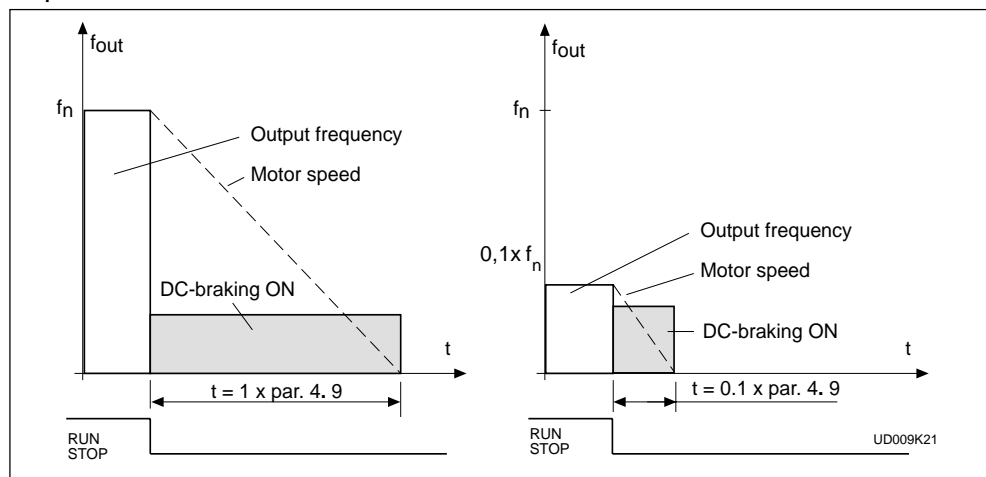 fout
fn
Output frequency
Motor speed
DC-braking ON
t
t = 1 x par. 4. 9
RUN
STOP
fout
fn
Output frequency
0,1x fn
Motor speed
DC-braking ON
t
t = 0.1 x par. 4. 9
RUN
STOP
UD009K21